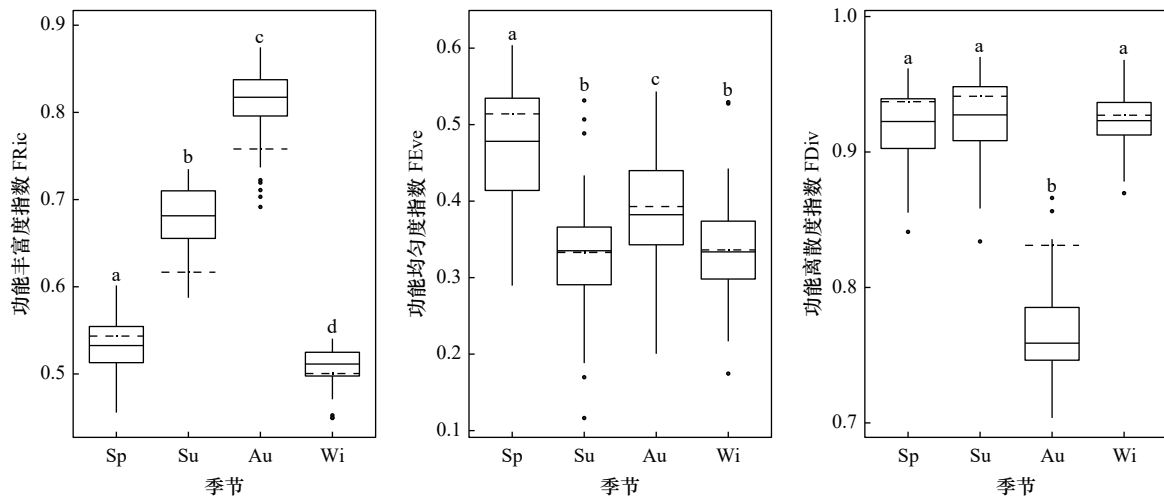 功能丰富度指数 FRic
0.9
0.8
0.7
0.6
0.5
a
b
c
d
Sp Su Au Wi
季节
功能均匀度指数 FEve
0.6
0.5
0.4
0.3
0.2
0.1
a
b
c
b
Sp Su Au Wi
季节
功能离散度指数 FDiv
1.0
0.9
0.8
0.7
a
a
b
a
Sp Su Au Wi
季节